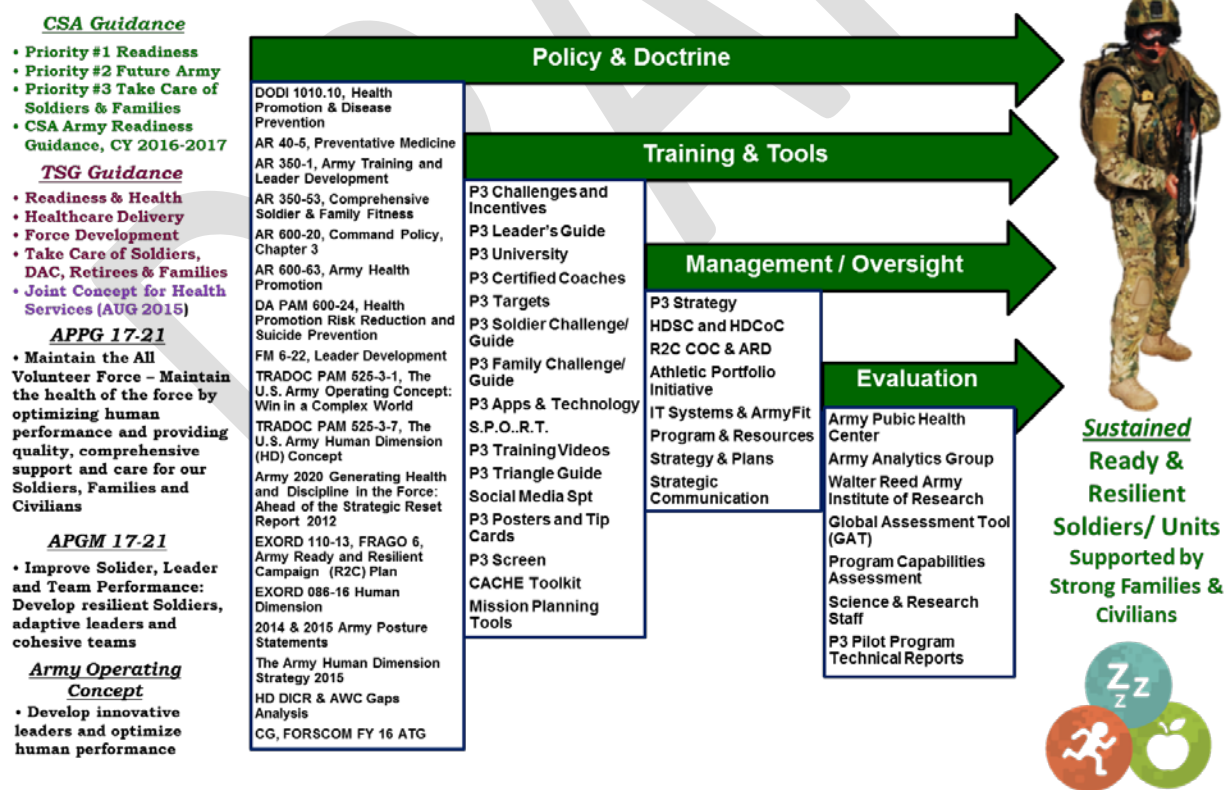 CSA Guidance
• Priority #1 Readiness
• Priority #2 Future Army
• Priority #3 Take Care of
Soldiers & Families
• CSA Army Readiness
Guidance, CY 2016-2017
TSG Guidance
• Readiness & Health
• Healthcare Delivery
• Force Development
• Take Care of Soldiers,
DAC, Retirees & Families
• Joint Concept for Health
Services (AUG 2015)
APPG 17-21
• Maintain the All
Volunteer Force – Maintain
the health of the force by
optimizing human
performance and providing
quality, comprehensive
support and care for our
Soldiers, Families and
Civilians
APGM 17-21
• Improve Solider, Leader
and Team Performance:
Develop resilient Soldiers,
adaptive leaders and
cohesive teams
Army Operating
Concept
• Develop innovative
leaders and optimize
human performance
Policy & Doctrine
DODI 1010.10, Health
Promotion & Disease
Prevention
AR 40-5, Preventative Medicine
AR 350-1, Army Training and
Leader Development
AR 350-53, Comprehensive
Soldier & Family Fitness
AR 600-20, Command Policy,
Chapter 3
AR 600-63, Army Health
Promotion
DA PAM 600-24, Health
Promotion Risk Reduction and
Suicide Prevention
FM 6-22, Leader Development
TRADOC PAM 525-3-1, The
U.S. Army Operating Concept:
Win in a Complex World
TRADOC PAM 525-3-7, The
U.S. Army Human Dimension
(HD) Concept
Army 2020 Generating Health
and Discipline in the Force:
Ahead of the Strategic Reset
Report 2012
EXORD 110-13, FRAGO 6,
Army Ready and Resilient
Campaign (R2C) Plan
EXORD 086-16 Human
Dimension
2014 & 2015 Army Posture
Statements
The Army Human Dimension
Strategy 2015
HD DICR & AWC Gaps
Analysis
CG, FORSCOM FY 16 ATG
Training & Tools
P3 Challenges and
Incentives
P3 Leader's Guide
P3 University
P3 Certified Coaches
P3 Targets
P3 Soldier Challenge/
Guide
P3 Family Challenge/
Guide
P3 Apps & Technology
S.P.O..R.T.
P3 Training Videos
P3 Triangle Guide
Social Media Spt
P3 Posters and Tip
Cards
P3 Screen
CACHE Toolkit
Mission Planning
Tools
Management / Oversight
P3 Strategy
HDSC and HDCoC
R2C COC & ARD
Athletic Portfolio
Initiative
IT Systems & ArmyFit
Program & Resources
Strategy & Plans
Strategic
Communication
Evaluation
Army Pubic Health
Center
Army Analytics Group
Walter Reed Army
Institute of Research
Global Assessment Tool
(GAT)
Program Capabilities
Assessment
Science & Research
Staff
P3 Pilot Program
Technical Reports
Sustained
Ready &
Resilient
Soldiers/ Units
Supported by
Strong Families &
Civilians
Zz
z